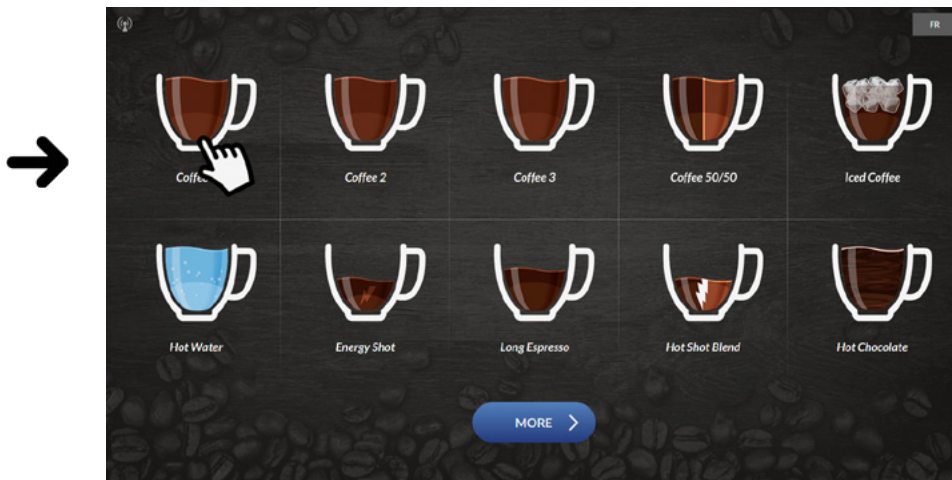 FR
Coffee 2
Coffee 3
Coffee 50/50
Iced Coffee
Hot Water
Energy Shot
Long Espresso
Hot Shot Blend
Hot Chocolate
MORE